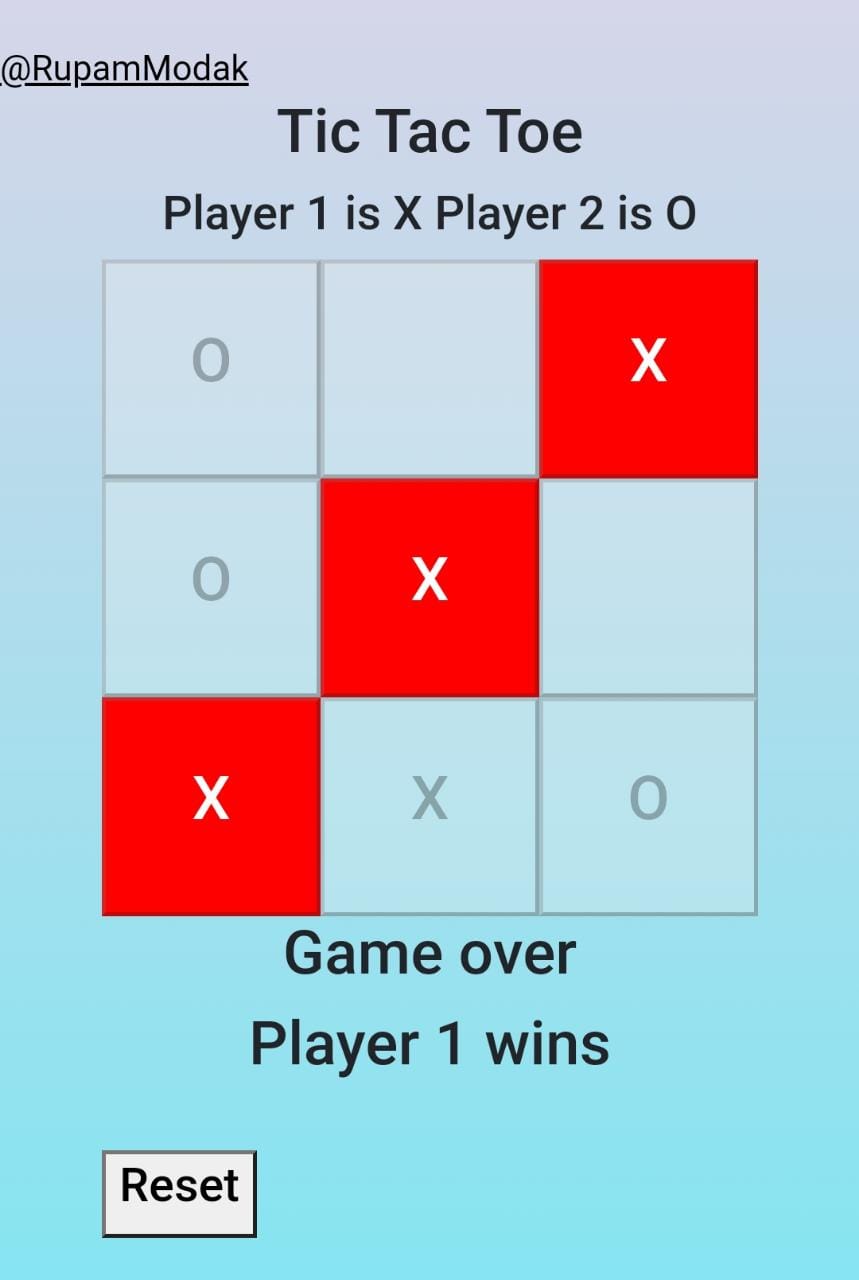 @RupamModak
Tic Tac Toe
Player 1 is X Player 2 is O
O X
O X
X X O
Game over
Player 1 wins
Reset